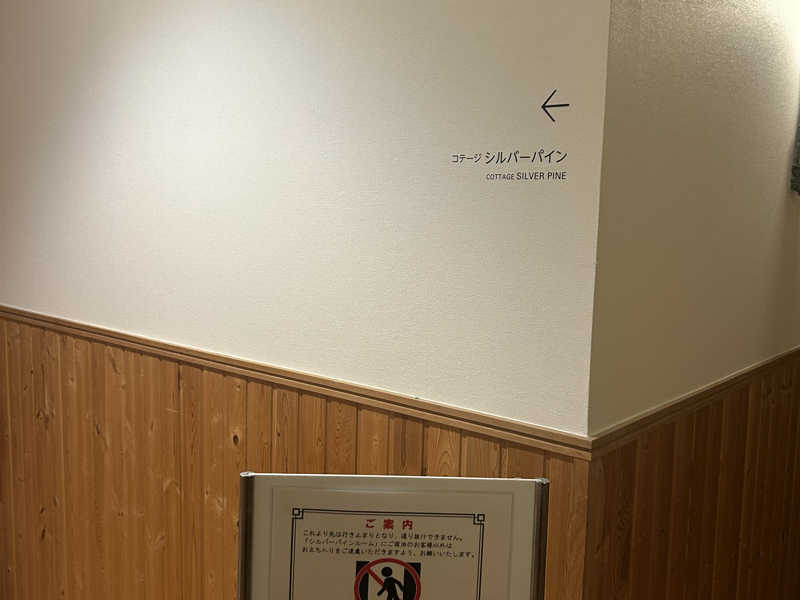 コテージ シルバーパイン
COTTAGE SILVER PINE
ご案内
これより先は行き止まりとなり、通り抜けできません。
「シルバーパインルーム」にご宿泊のお客様以外は
お立ち入りをご遠慮いただきますよう、お願いいたします。